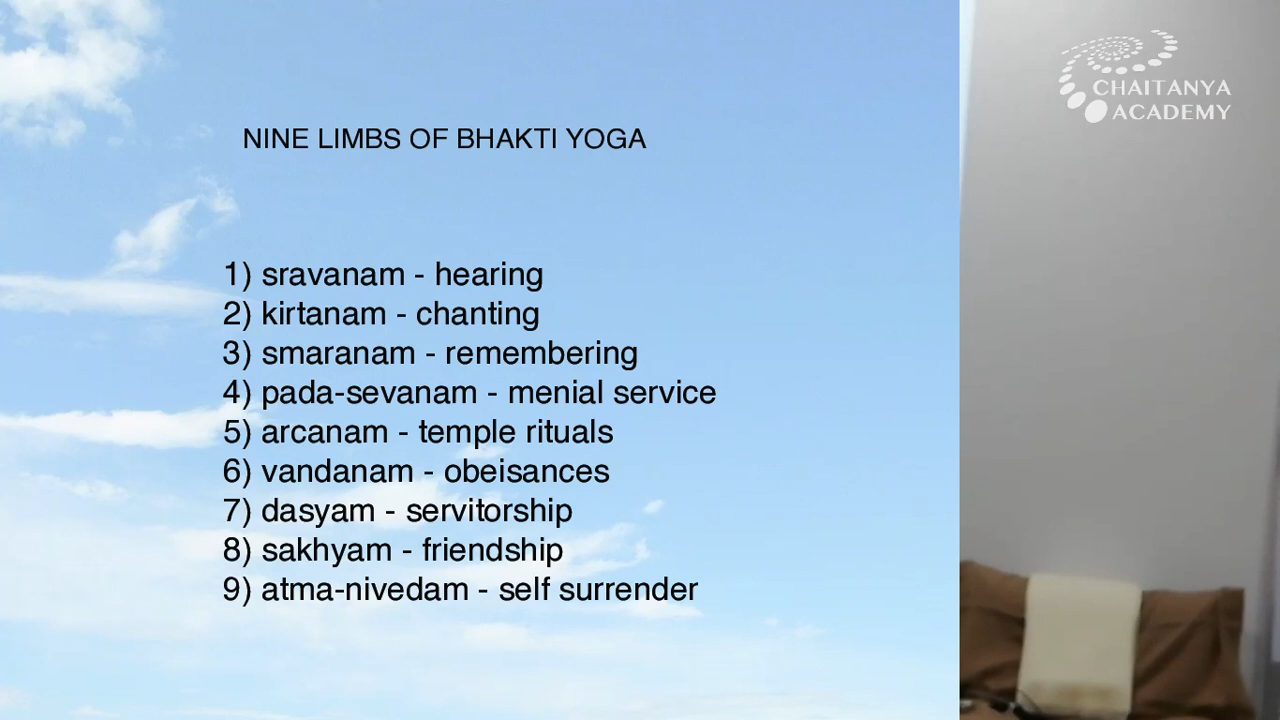 NINE LIMBS OF BHAKTI YOGA
1) sravanam - hearing
2) kirtanam - chanting
3) smaranam - remembering
4) pada-sevanam - menial service
5) arcanam - temple rituals
6) vandanam - obeisances
7) dasyam - servitorship
8) sakhyam - friendship
9) atma-nivedam - self surrender
CHAITANYA
ACADEMY